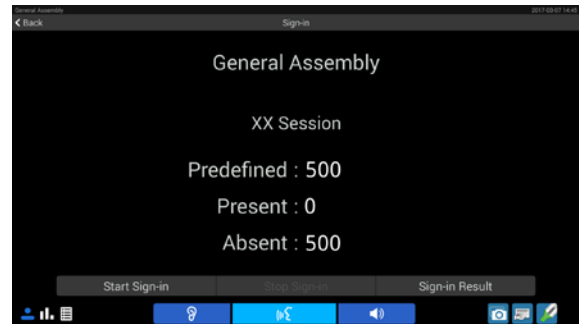 General Assembly
2017-03-07 14:45
Back
Sign-in
General Assembly
XX Session
Predefined : 500
Present : 0
Absent : 500
Start Sign-in
Stop Sign-in
Sign-in Result